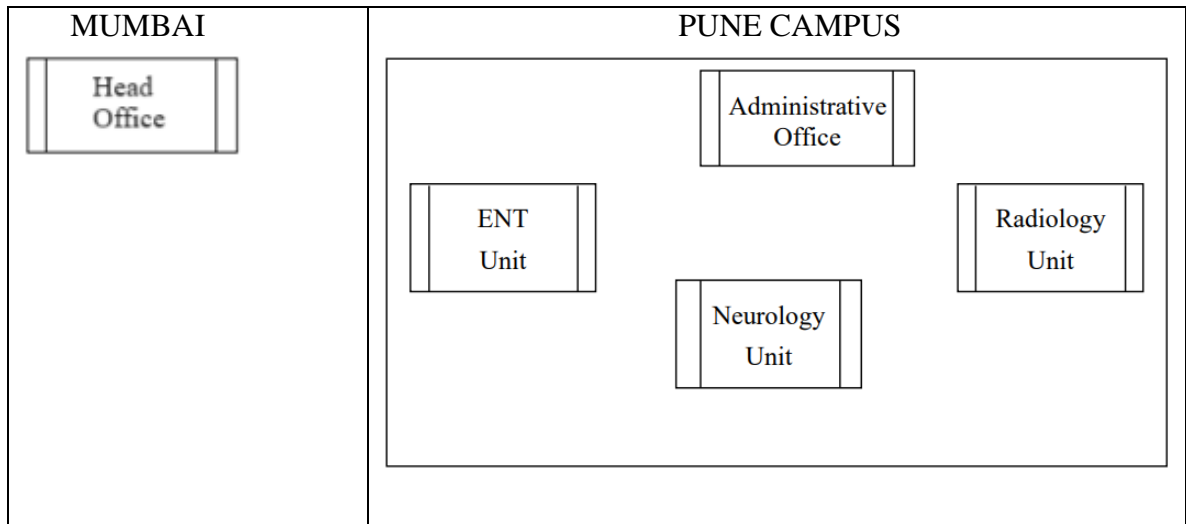 MUMBAI
Head
Office
PUNE CAMPUS
Administrative
Office
ENT
Unit
Radiology
Unit
Neurology
Unit